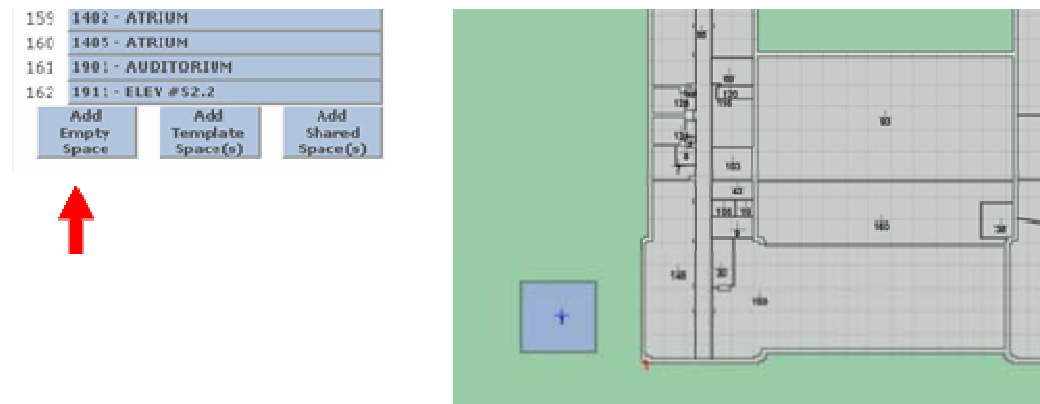 159 1402 - ATRIUM
160 1405 - ATRIUM
161 1901 - AUDITORIUM
162 1911 - ELEV #S2.2
Add Empty Space
Add Template Space(s)
Add Shared Space(s)
93
103
43
160
38
30
148
159